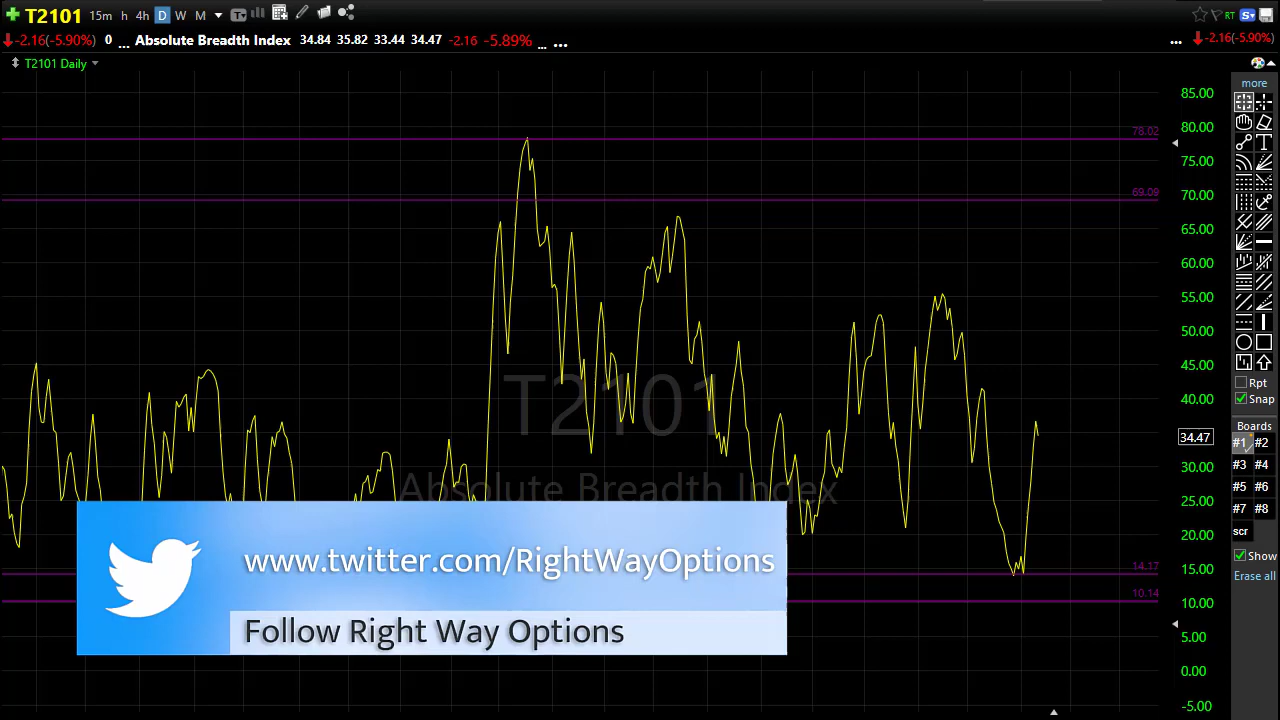 T2101 15m h 4h D W M RT S
-2.16(-5.90%) 0 ... Absolute Breadth Index 34.84 35.82 33.44 34.47 -2.16 -5.89% ... ... ... -2.16(-5.90%)
T2101 Daily
more
85.00
78.02
80.00
75.00
69.09
70.00
65.00
60.00
55.00
50.00
45.00
Rpt
T2101
40.00
Snap
Boards
34.47
#1 #2
30.00
#3 #4
Absolute Breadth Index
25.00
#5 #6
#7 #8
20.00
scr
www.twitter.com/RightWayOptions
Show
14.17
15.00
Erase all
10.14
10.00
Follow Right Way Options
5.00
0.00
-5.00